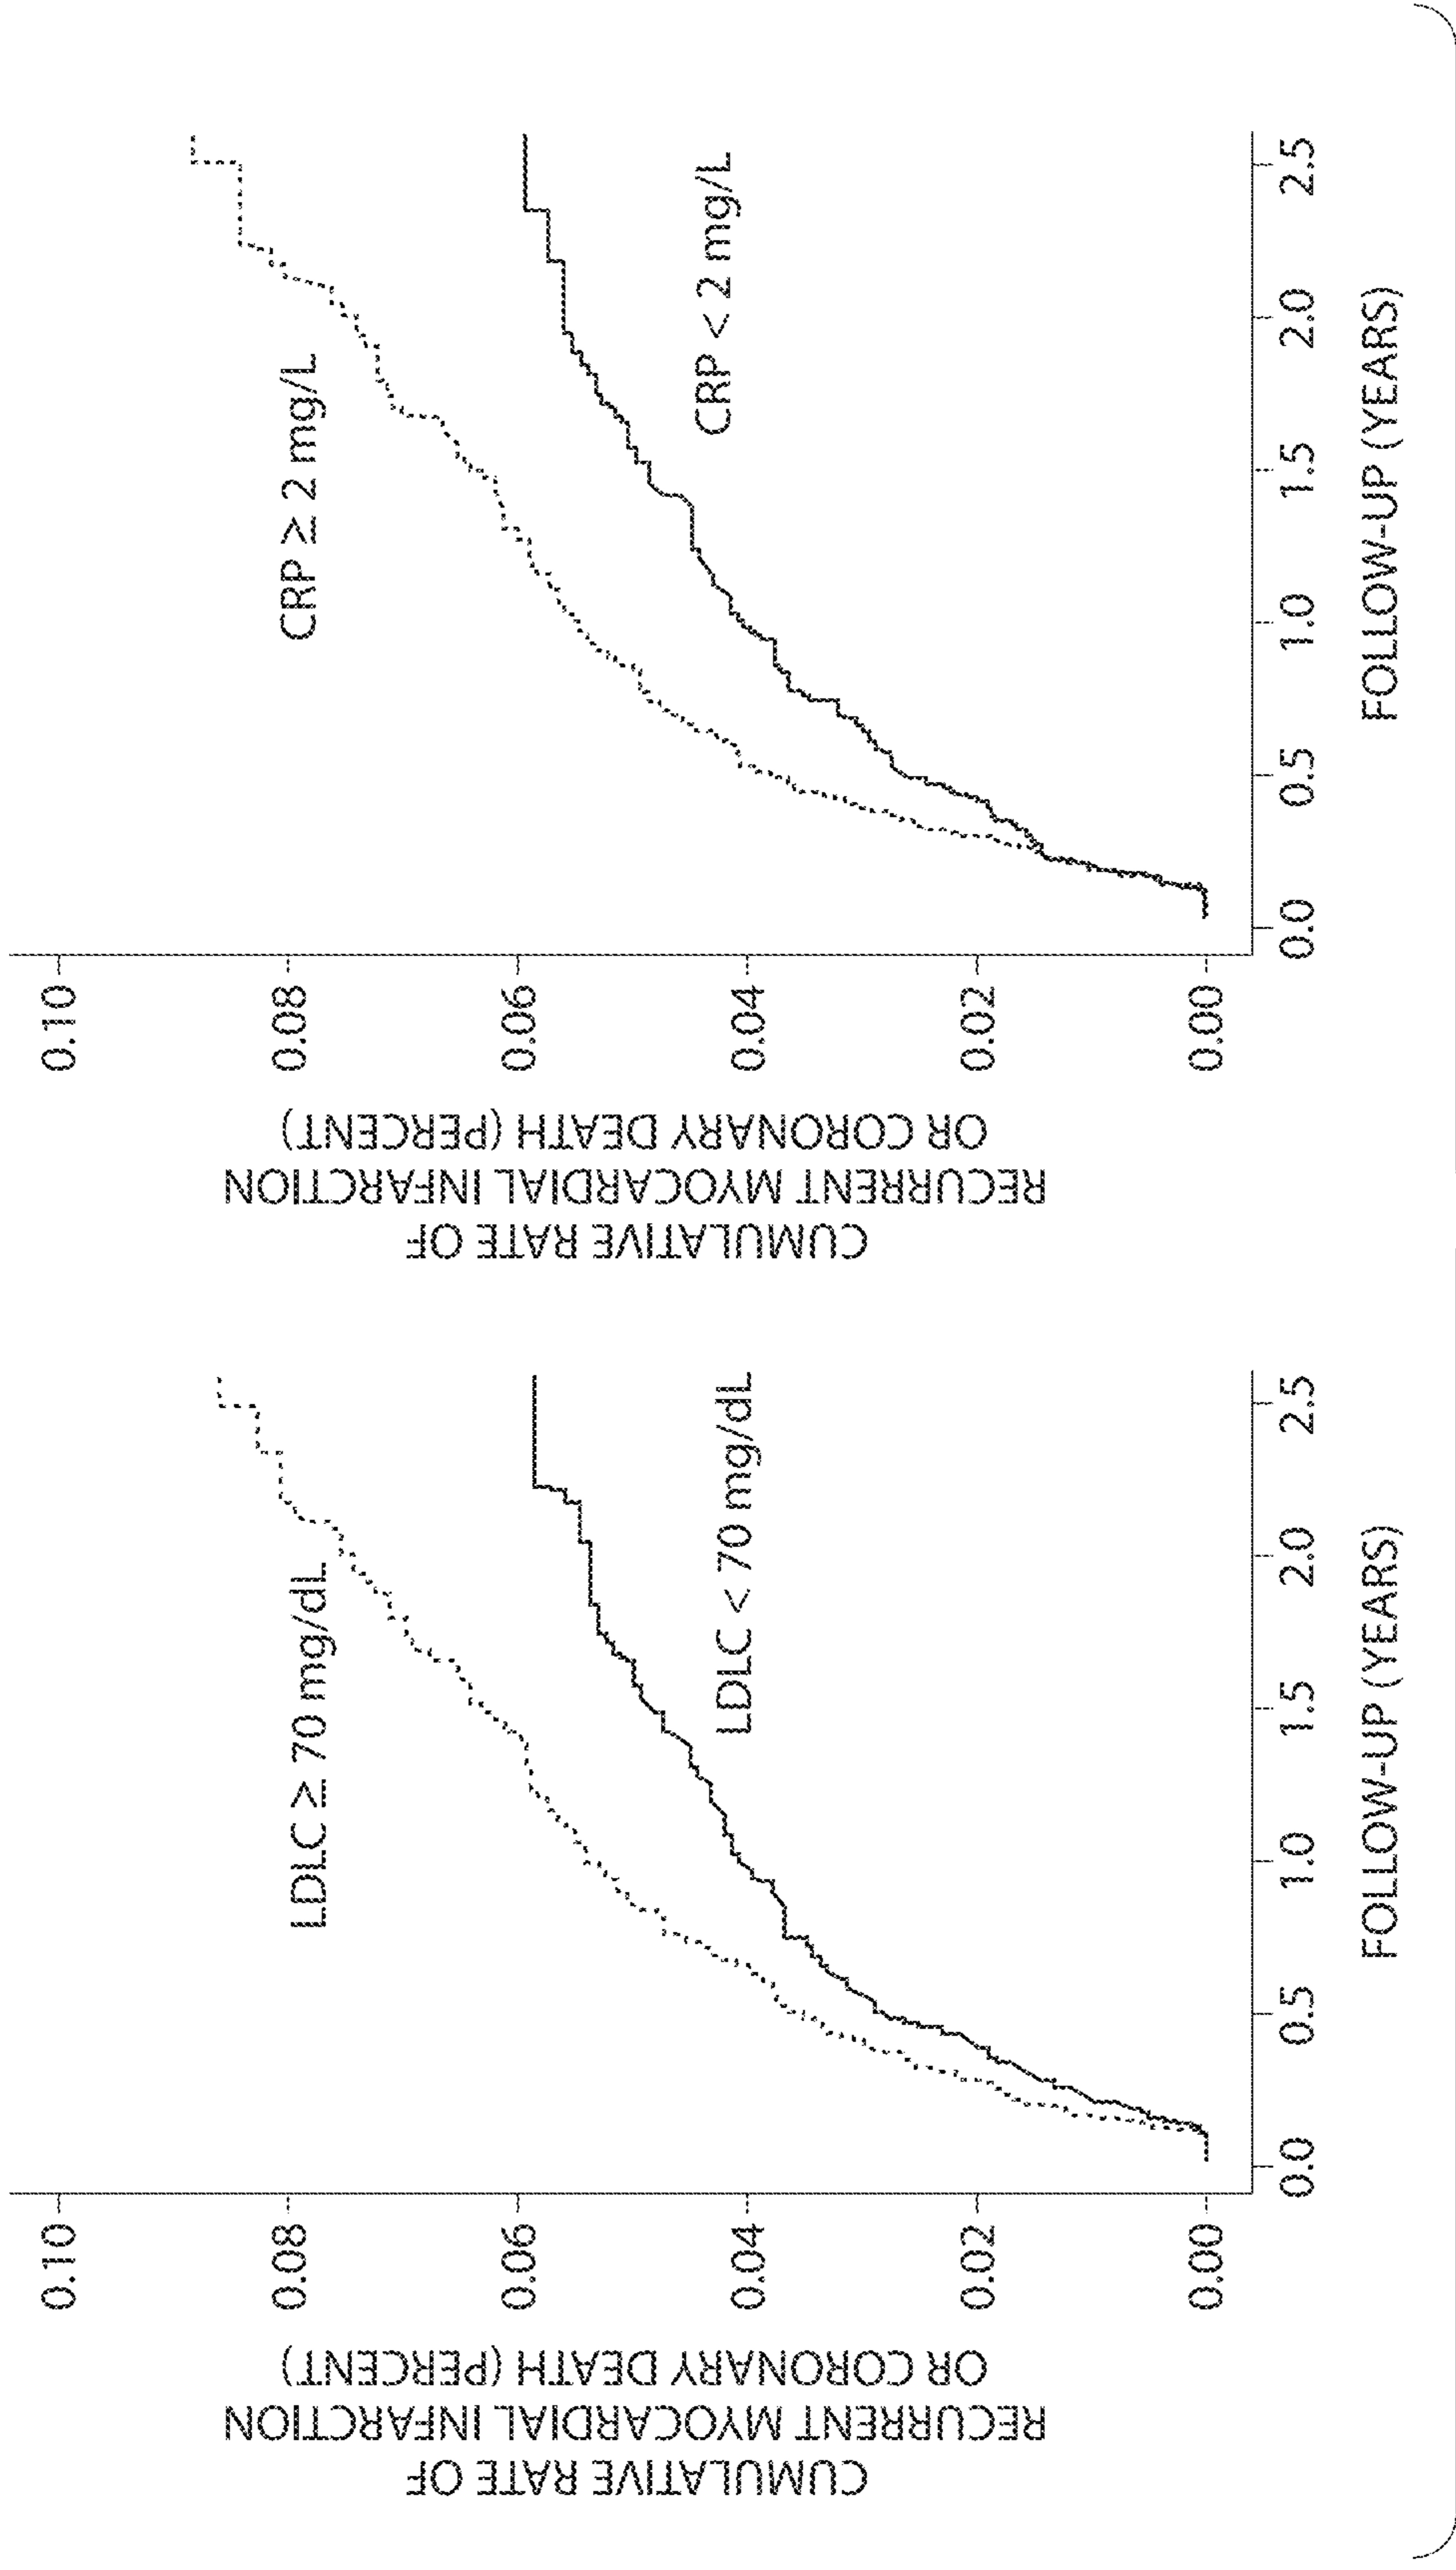 CUMULATIVE RATE OF
RECURRENT MYOCARDIAL INFARCTION
OR CORONARY DEATH (PERCENT)
0.10
0.08
0.06
0.04
0.02
0.00
LDLC ≥ 70 mg/dL
LDLC < 70 mg/dL
0.0
0.5
1.0
1.5
2.0
2.5
FOLLOW-UP (YEARS)
CUMULATIVE RATE OF
RECURRENT MYOCARDIAL INFARCTION
OR CORONARY DEATH (PERCENT)
0.10
0.08
0.06
0.04
0.02
0.00
CRP ≥ 2 mg/L
CRP < 2 mg/L
0.0
0.5
1.0
1.5
2.0
2.5
FOLLOW-UP (YEARS)